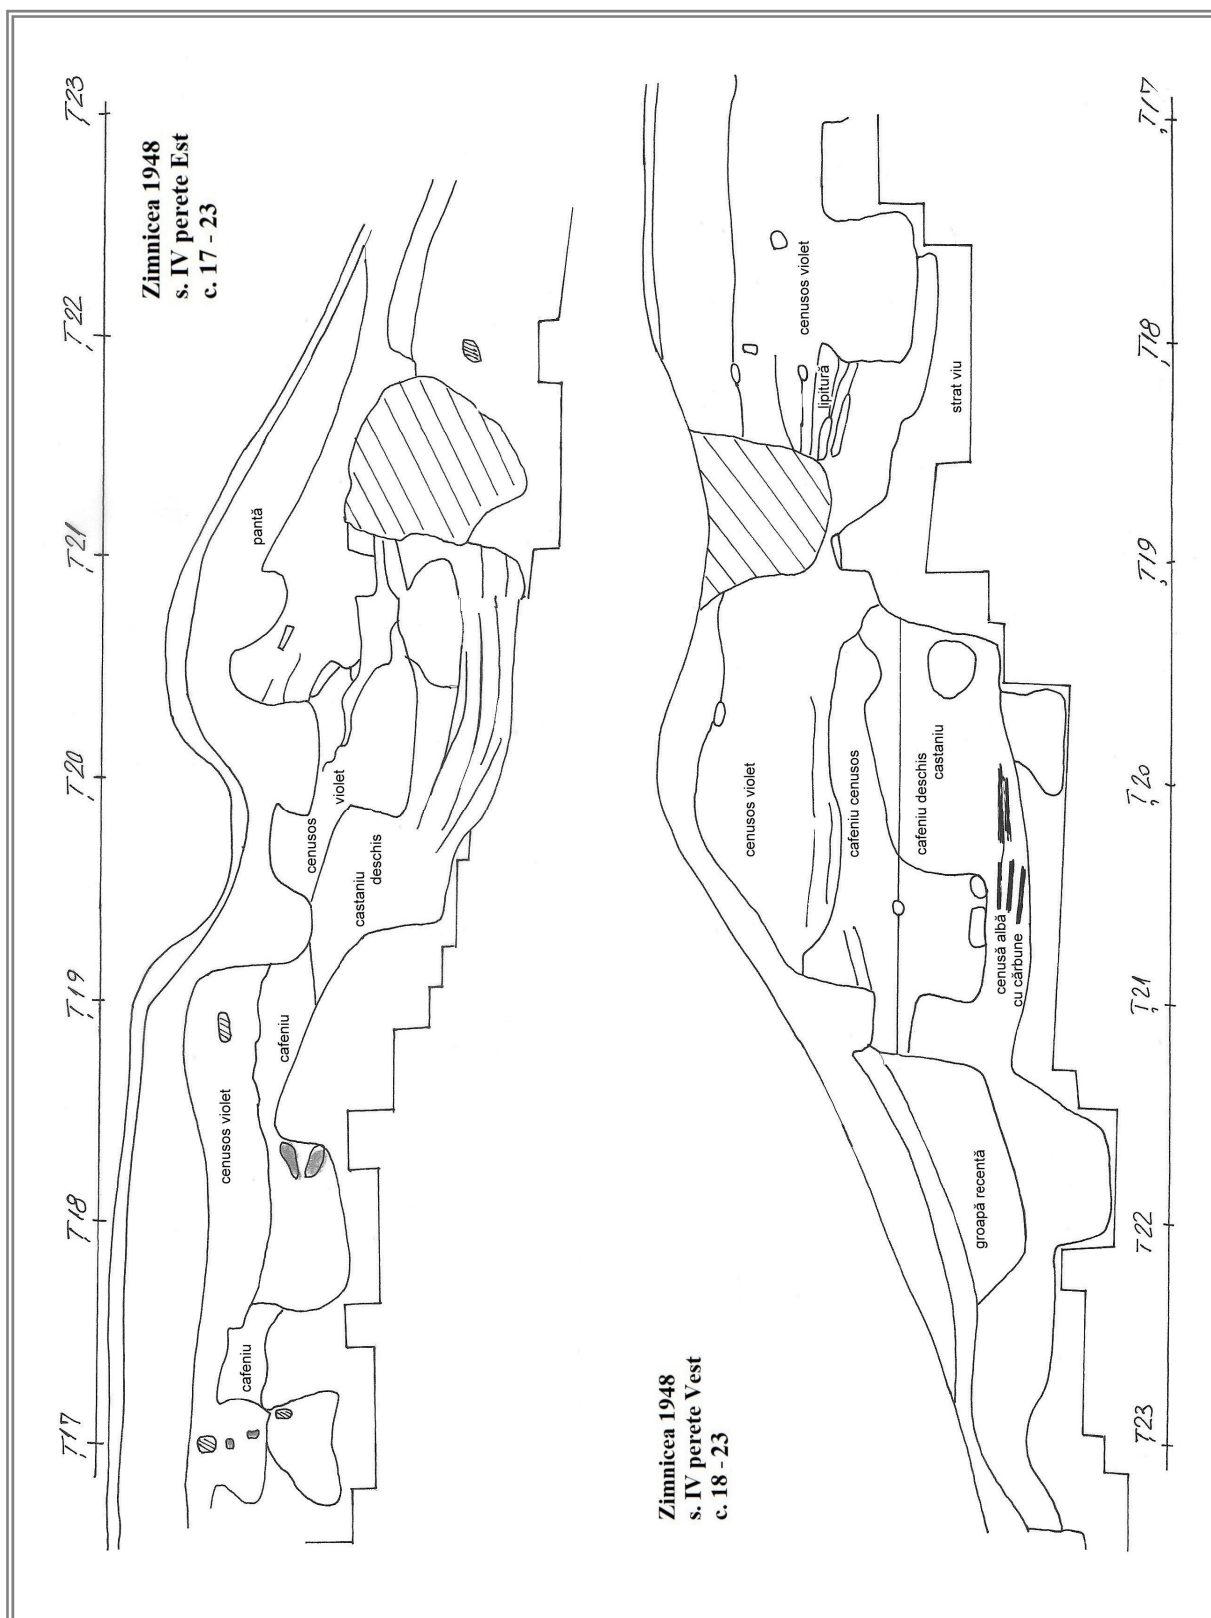 T17 T18 T19 T20 T21 T22 T23
Zimnicea 1948
s. IV perete Est
c. 17 - 23
pantă
cenusos violet
cenusos
violet
cafeniu
castaniu
deschis
cafeniu
Zimnicea 1948
s. IV perete Vest
c. 18 - 23
cenusos violet
cenusos violet
lipitură
cafeniu cenusos
cafeniu deschis
castaniu
strat viu
groapă recentă
cenusă albă
cu cărbune
T23 T22 T21 T20 T19 T18 T17